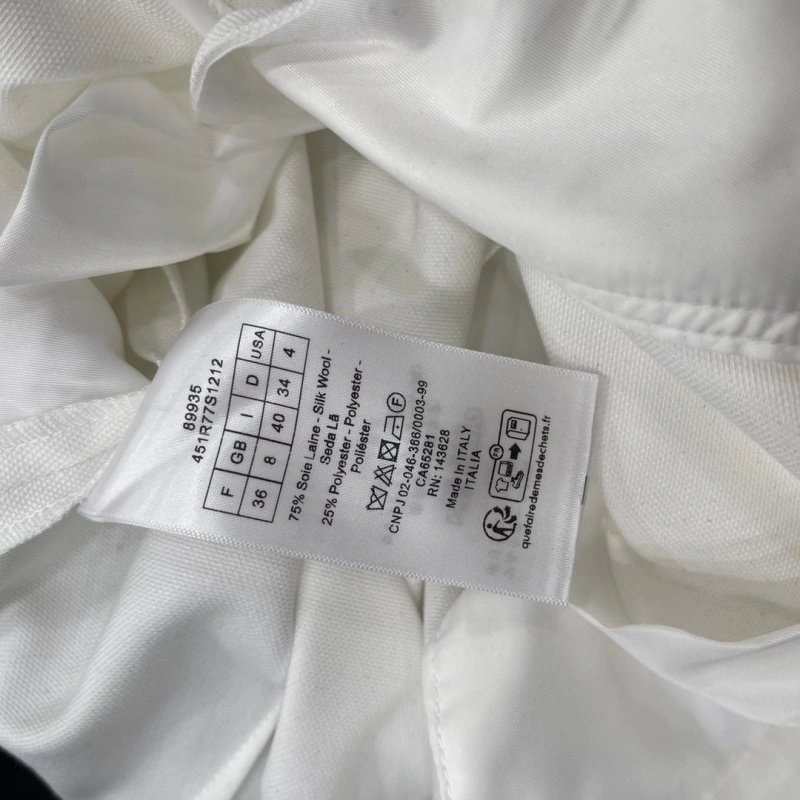 89935
451R77S1212
F GB I D USA
36 8 40 34 4
75% Soie Laine - Silk Wool -
Seda Lã
25% Polyester - Polyester -
Poliéster
F
CNPJ 02-046-366/0003-99
CA65281
RN: 143628
Made In ITALY
ITALIA
FR
quefairedemesdechets.fr